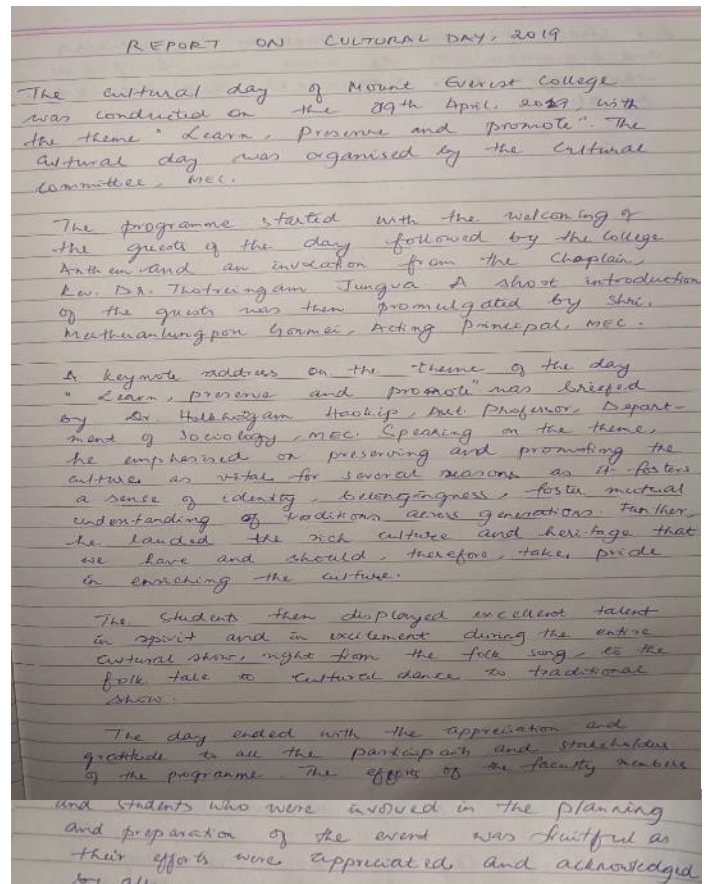 REPORT ON CULTURAL DAY, 2019
The cultural day of Mount Everest College
was conducted on the 09th April, 2019 with
the theme "Learn, Preserve and promote". The
cultural day was organised by the cultural
committee, MEC.
The programme started with the welcoming of
the guests of the day followed by the College
Anthem and an invocation from the Chaplain,
Rev. DR. Thotreingam Jungva. A short introduction
of the guests was then promulgated by Shri.
Gonmei, Acting Principal, MEC.
A keynote address on the theme of the day
"Learn, preserve and promote" was briefed
by Dr. Haokip, Asst. Professor, Depart-
ment of Sociology, MEC. Speaking on the theme,
he emphasised on preserving and promoting the
culture as vital for several reasons as it fosters
a sense of identity, belongingness, foster mutual
understanding of traditions across generations. Further,
he lauded the rich culture and heritage that
we have and should, therefore, take, pride
in enriching the culture.
The students then displayed excellent talent
in spirit and in excitement during the entire
cultural show, right from the folk song, to the
folk tale to cultural dance to traditional
show.
The day ended with the appreciation and
gratitude to all the participants and stakeholders
of the programme. The efforts of the faculty members
and students who were involved in the planning
and preparation of the event was fruitful as
their efforts were appreciated and acknowledged
by all